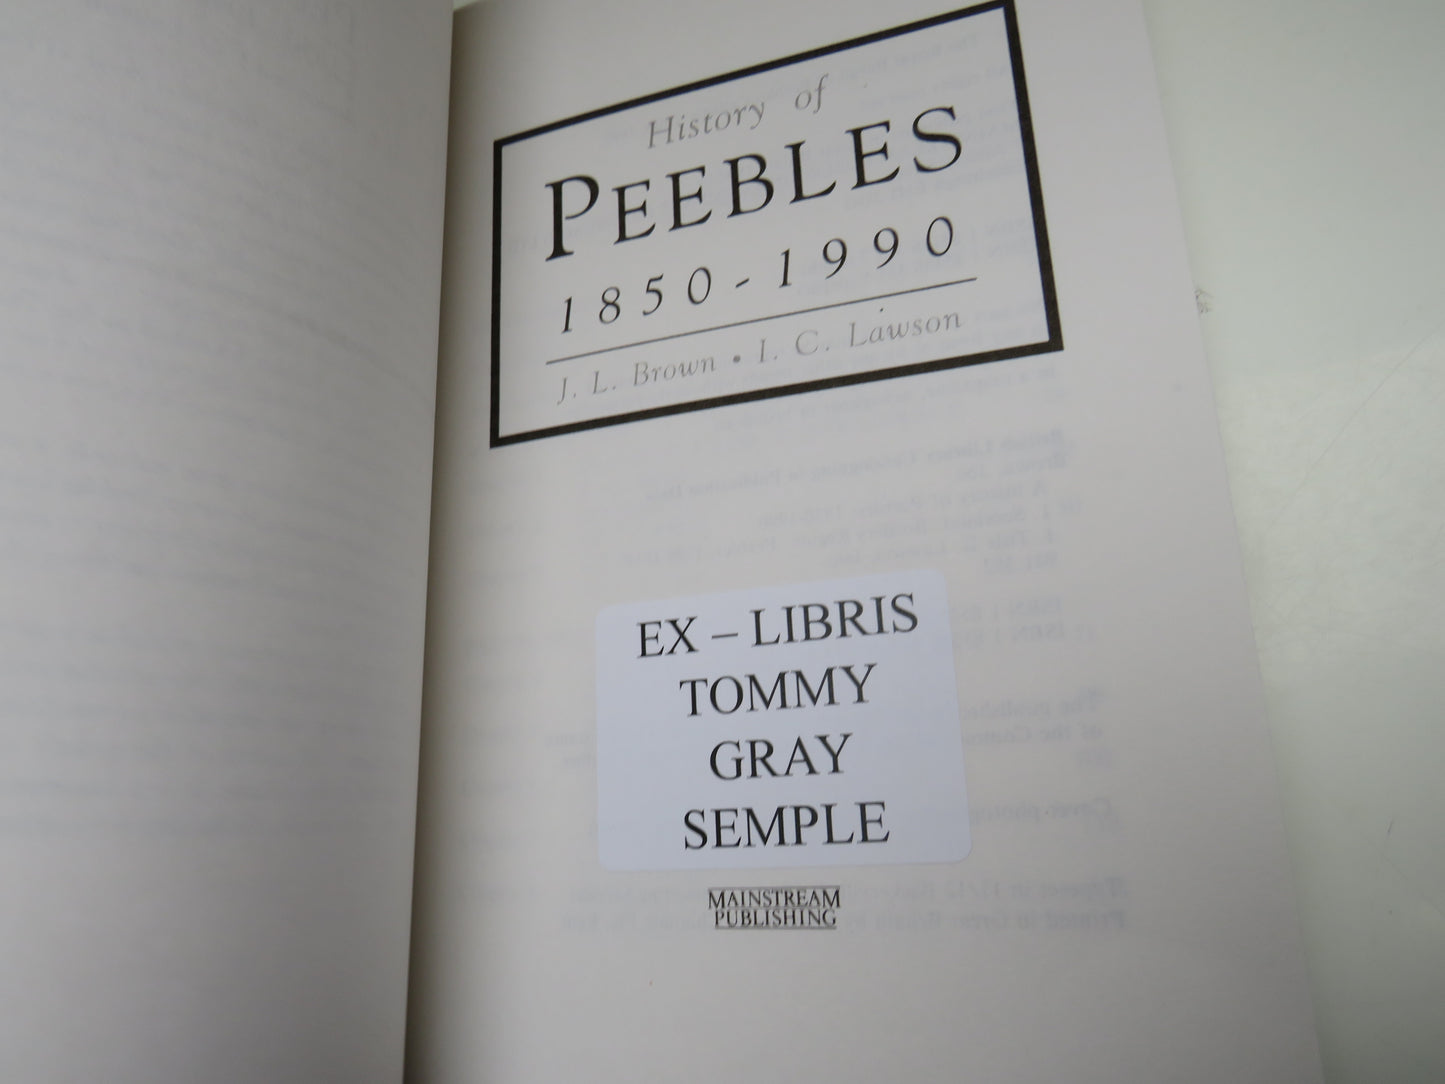 History of
PEEBLES
1850-1990
J. L. Brown • I. C. Lawson
EX – LIBRIS
TOMMY
GRAY
SEMPLE
MAINSTREAM
PUBLISHING